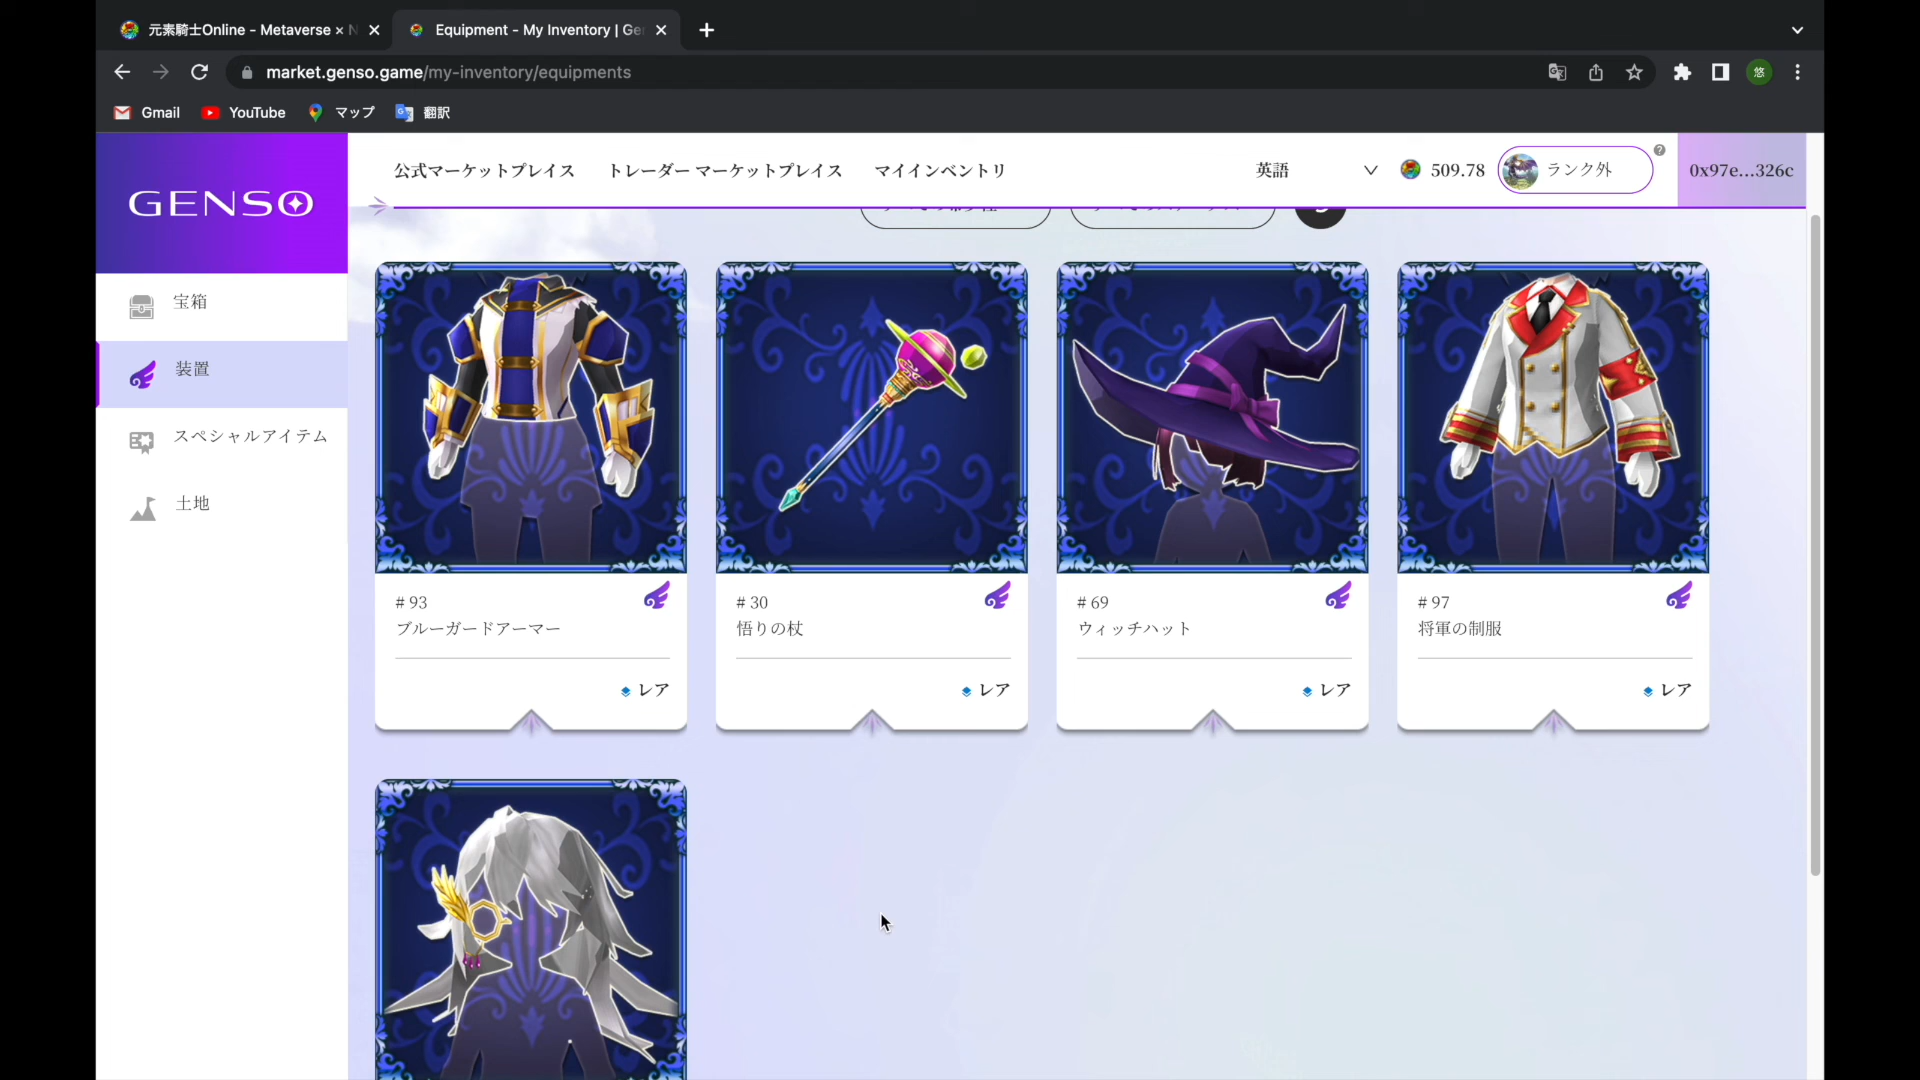 元素騎士Online - Metaverse × N
Equipment - My Inventory | Ge
market.genso.game/my-inventory/equipments
悠
Gmail
YouTube
マップ
翻訳
GENSO
公式マーケットプレイス
トレーダー マーケットプレイス
マイインベントリ
英語
509.78
ランク外
?
0x97e...326c
宝箱
装置
スペシャルアイテム
土地
# 93
ブルーガードアーマー
レア
# 30
悟りの杖
レア
# 69
ウィッチハット
レア
# 97
将軍の制服
レア